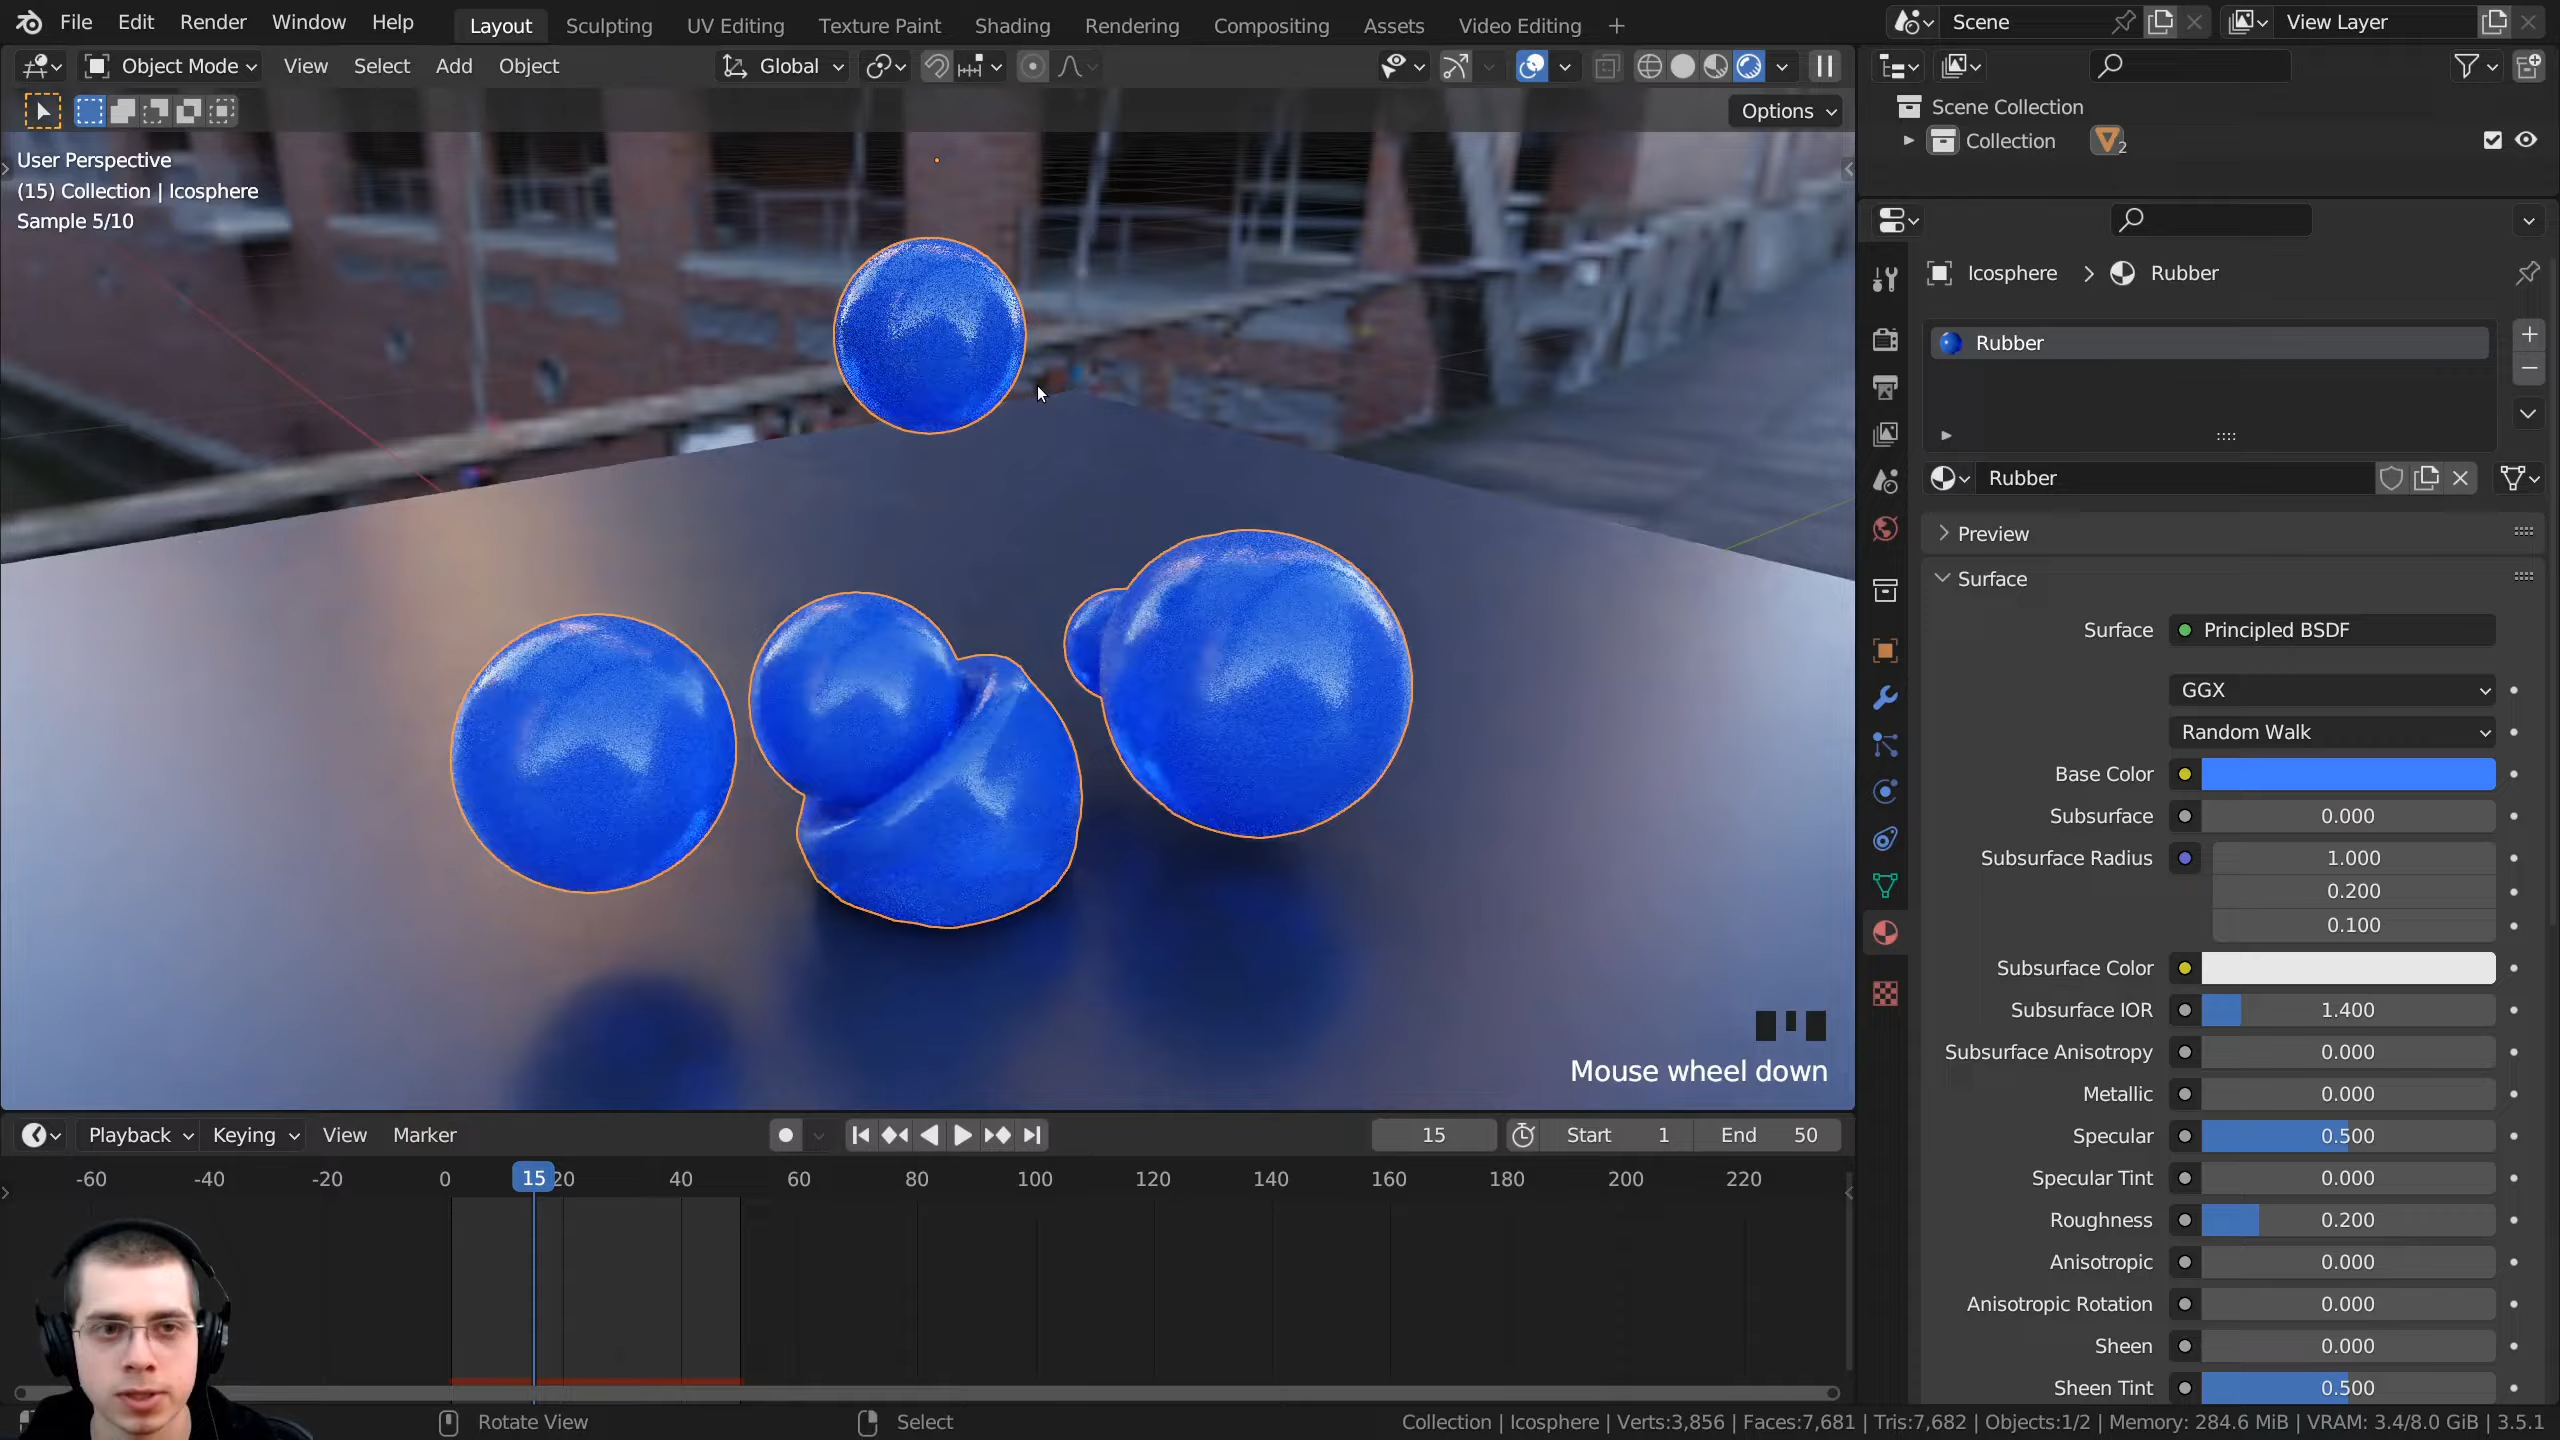 File Edit Render Window Help Layout Sculpting UV Editing Texture Paint Shading Rendering Compositing Assets Video Editing + Scene View Layer
Object Mode View Select Add Object Global
Options
Scene Collection
Collection 2
User Perspective
(15) Collection | Icosphere
Sample 5/10
Icosphere > Rubber
Rubber
Rubber
Preview
Surface
Surface Principled BSDF
GGX
Random Walk
Base Color
Subsurface 0.000
Subsurface Radius 1.000
0.200
0.100
Subsurface Color
Subsurface IOR 1.400
Subsurface Anisotropy 0.000
Metallic 0.000
Specular 0.500
Specular Tint 0.000
Roughness 0.200
Anisotropic 0.000
Anisotropic Rotation 0.000
Sheen 0.000
Sheen Tint 0.500
Mouse wheel down
Playback Keying View Marker 15 Start 1 End 50
-60 -40 -20 0 15 20 40 60 80 100 120 140 160 180 200 220
Rotate View Select Collection | Icosphere | Verts:3,856 | Faces:7,681 | Tris:7,682 | Objects:1/2 | Memory: 284.6 MiB | VRAM: 3.4/8.0 GiB | 3.5.1